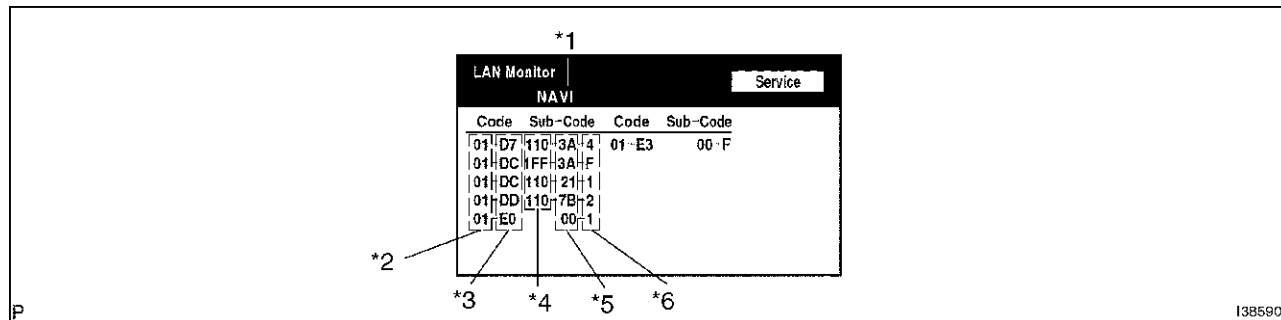 *1
LAN Monitor
Service
NAVI
Code Sub-Code Code Sub-Code
01 D7 110 3A 4 01-E3 00-F
01 DC 1FF 3A F
01 DC 110 21 1
01 DD 110 7B 2
01 E0 00 1
*2
*3 *4 *5 *6
P I38590